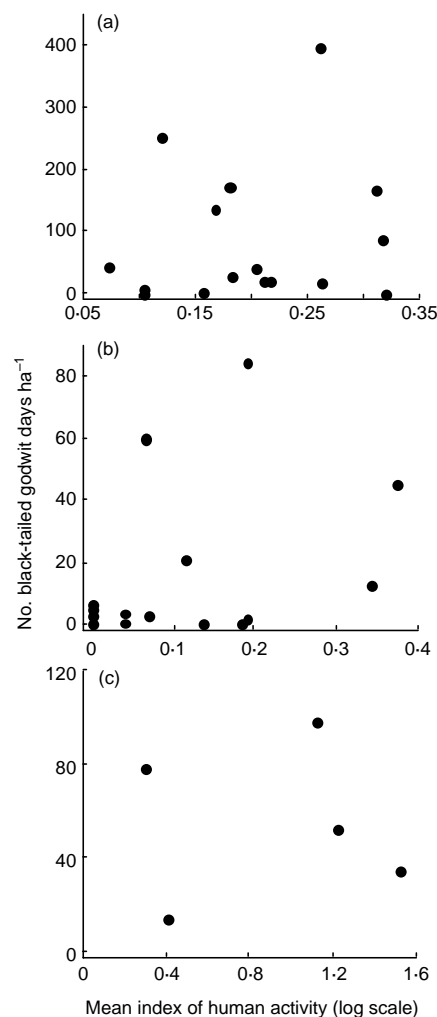 (a)
400
300
200
100
0
0·05 0·15 0·25 0·35
(b)
80
60
40
20
0
0 0·1 0·2 0·3 0·4
No. black-tailed godwit days ha⁻¹
(c)
120
80
40
0
0 0·4 0·8 1·2 1·6
Mean index of human activity (log scale)